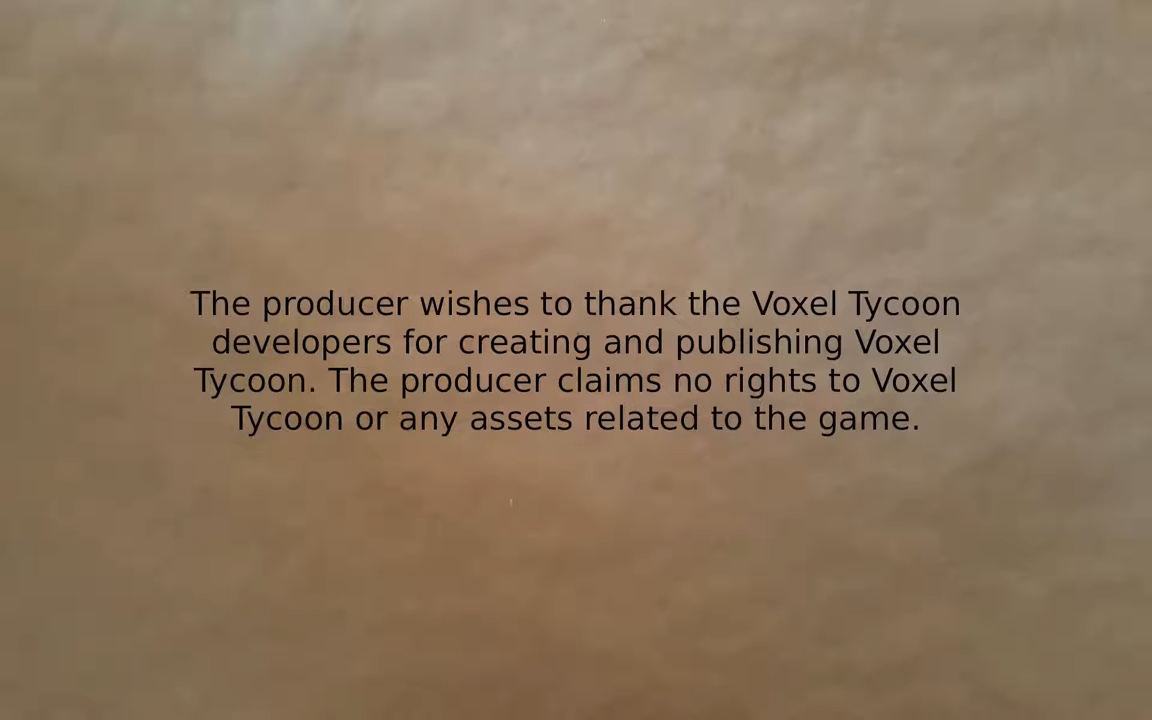 The producer wishes to thank the Voxel Tycoon
developers for creating and publishing Voxel
Tycoon. The producer claims no rights to Voxel
Tycoon or any assets related to the game.